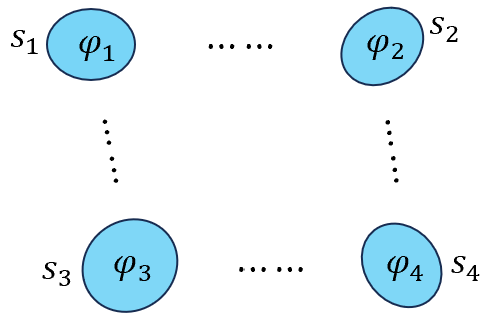 s₁ φ₁ …… φ₂ s₂
⋮ ⋮
s₃ φ₃ …… φ₄ s₄